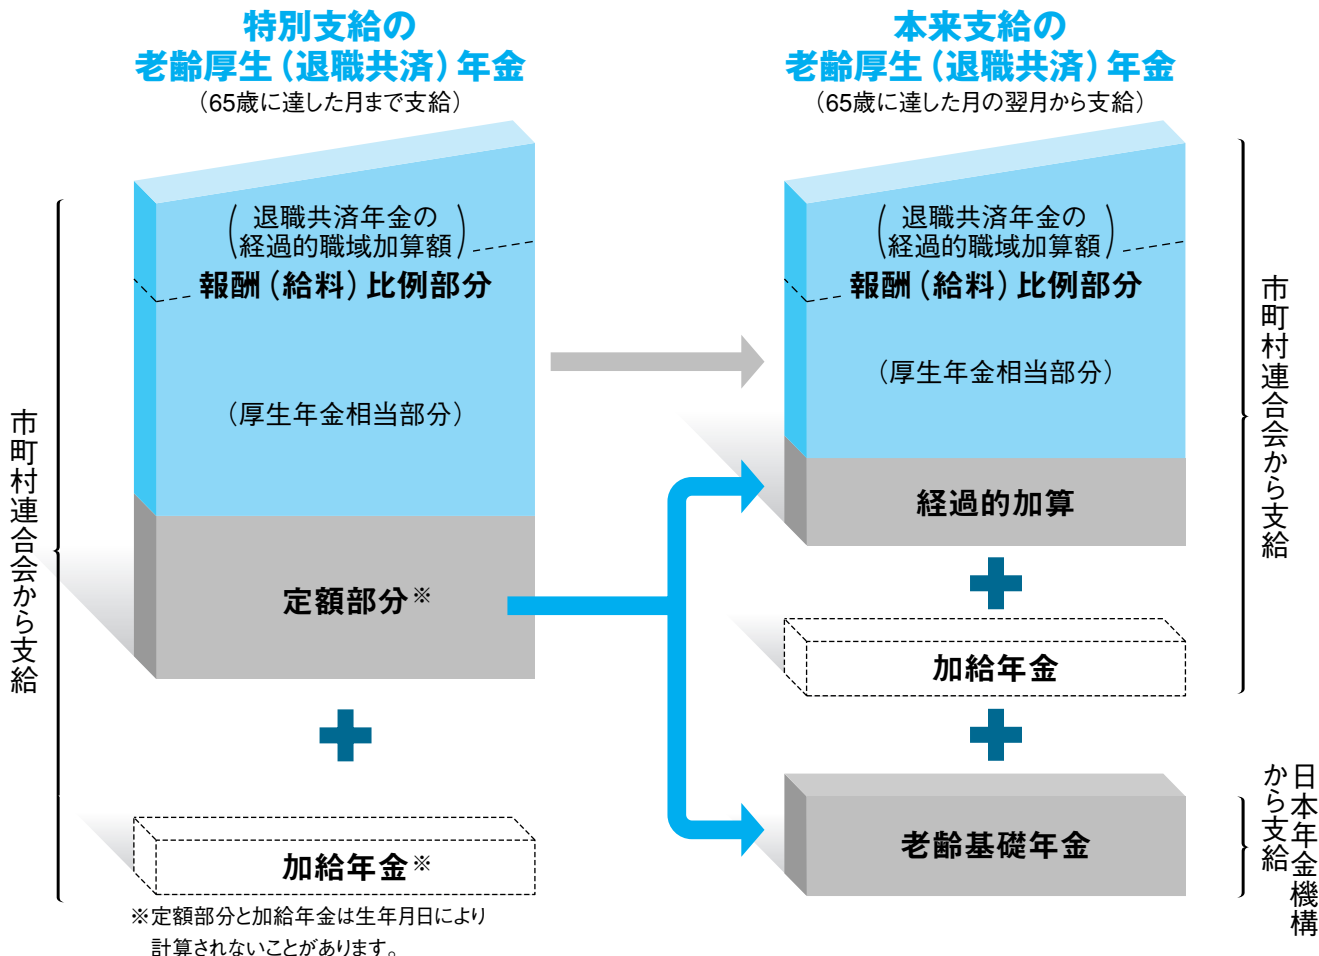 特別支給の
老齢厚生（退職共済）年金
（65歳に達した月まで支給）
市町村連合会から支給
（退職共済年金の
経過的職域加算額）
報酬（給料）比例部分
（厚生年金相当部分）
定額部分※
加給年金※
※定額部分と加給年金は生年月日により
計算されないことがあります。
本来支給の
老齢厚生（退職共済）年金
（65歳に達した月の翌月から支給）
（退職共済年金の
経過的職域加算額）
報酬（給料）比例部分
（厚生年金相当部分）
経過的加算
加給年金
老齢基礎年金
市町村連合会から支給
日本年金機構
から支給